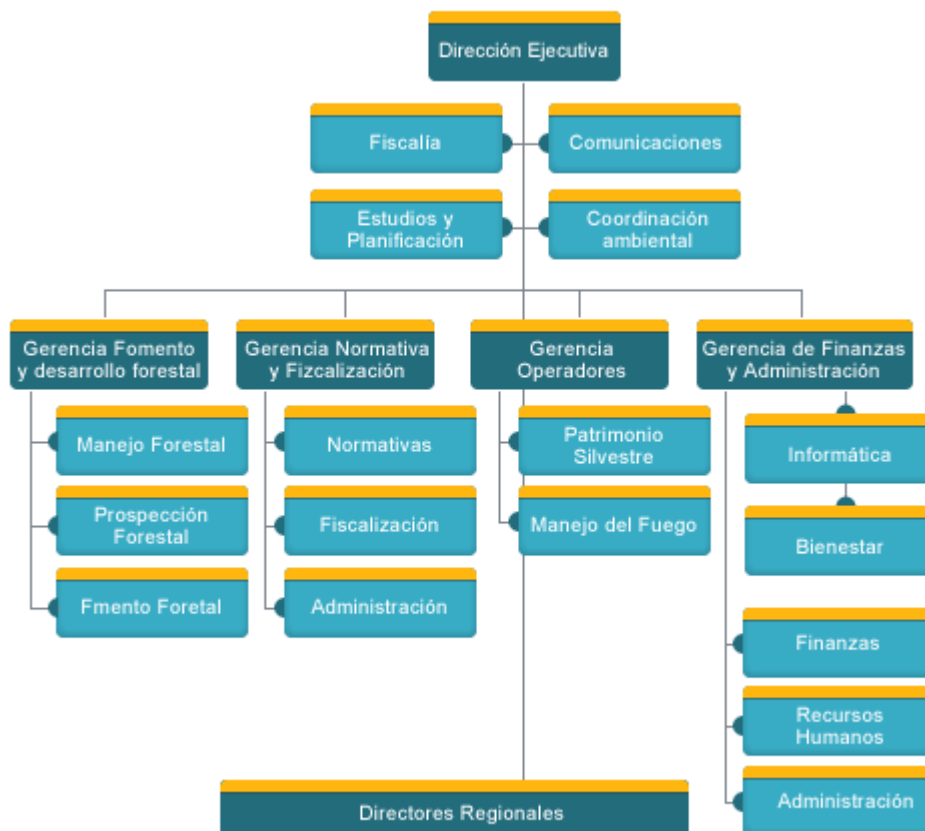 Dirección Ejecutiva
Fiscalía
Comunicaciones
Estudios y
Planificación
Coordinación
ambiental
Gerencia Fomento
y desarrollo forestal
Gerencia Normativa
y Fizcalización
Gerencia
Operadores
Gerencia de Finanzas
y Administración
Manejo Forestal
Prospección
Forestal
Fmento Foretal
Normativas
Fiscalización
Administración
Patrimonio
Silvestre
Manejo del Fuego
Informática
Bienestar
Finanzas
Recursos
Humanos
Administración
Directores Regionales